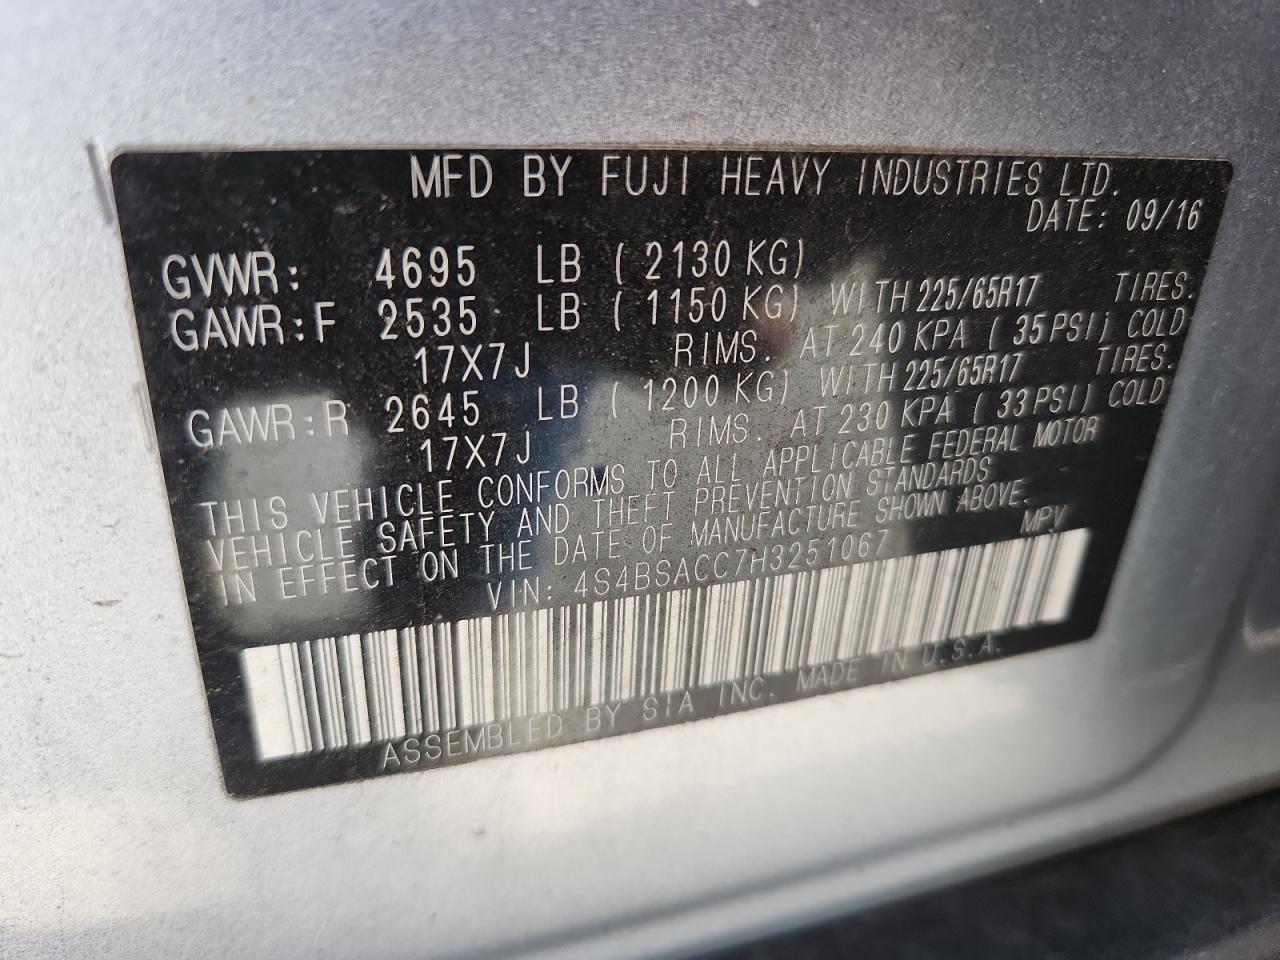 MFD BY FUJI HEAVY INDUSTRIES LTD.
DATE: 09/16
GVWR: 4695 LB ( 2130 KG)
GAWR:F 2535 LB ( 1150 KG) WITH 225/65R17 TIRES.
17X7J RIMS. AT 240 KPA ( 35 PSI) COLD
GAWR:R 2645 LB ( 1200 KG) WITH 225/65R17 TIRES.
17X7J RIMS. AT 230 KPA ( 33 PSI) COLD
THIS VEHICLE CONFORMS TO ALL APPLICABLE FEDERAL MOTOR
VEHICLE SAFETY AND THEFT PREVENTION STANDARDS
IN EFFECT ON THE DATE OF MANUFACTURE SHOWN ABOVE.
VIN: 4S4BSACC7H3251067 MPV
ASSEMBLED BY SIA INC. MADE IN U.S.A.